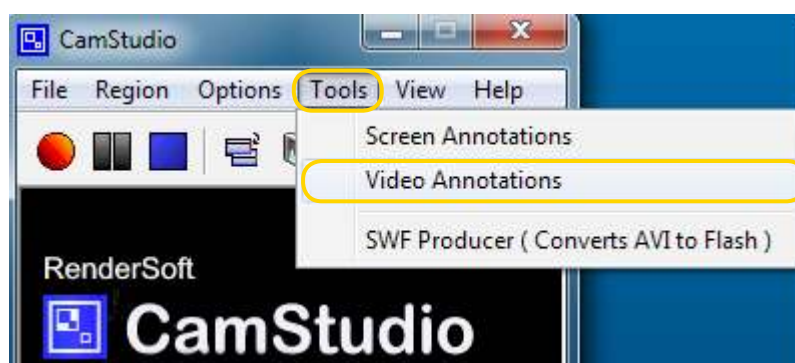 CamStudio
File Region Options Tools View Help
Screen Annotations
Video Annotations
SWF Producer ( Converts AVI to Flash )
RenderSoft
CamStudio